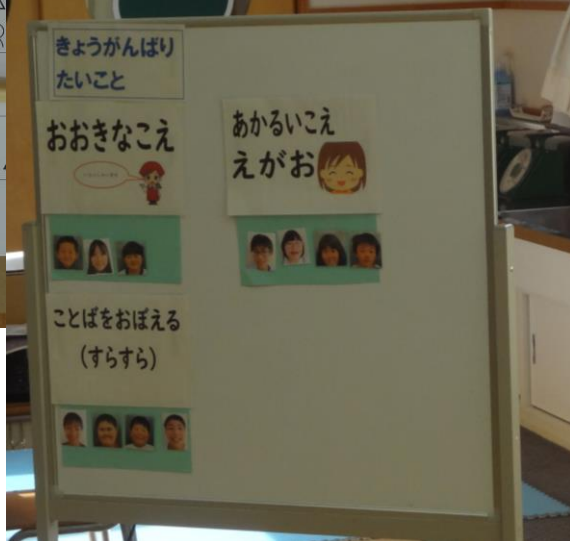 きょうがんばり
たいこと
おおきなこえ
あかるいこえ
えがお
ことばをおぼえる
(すらすら)